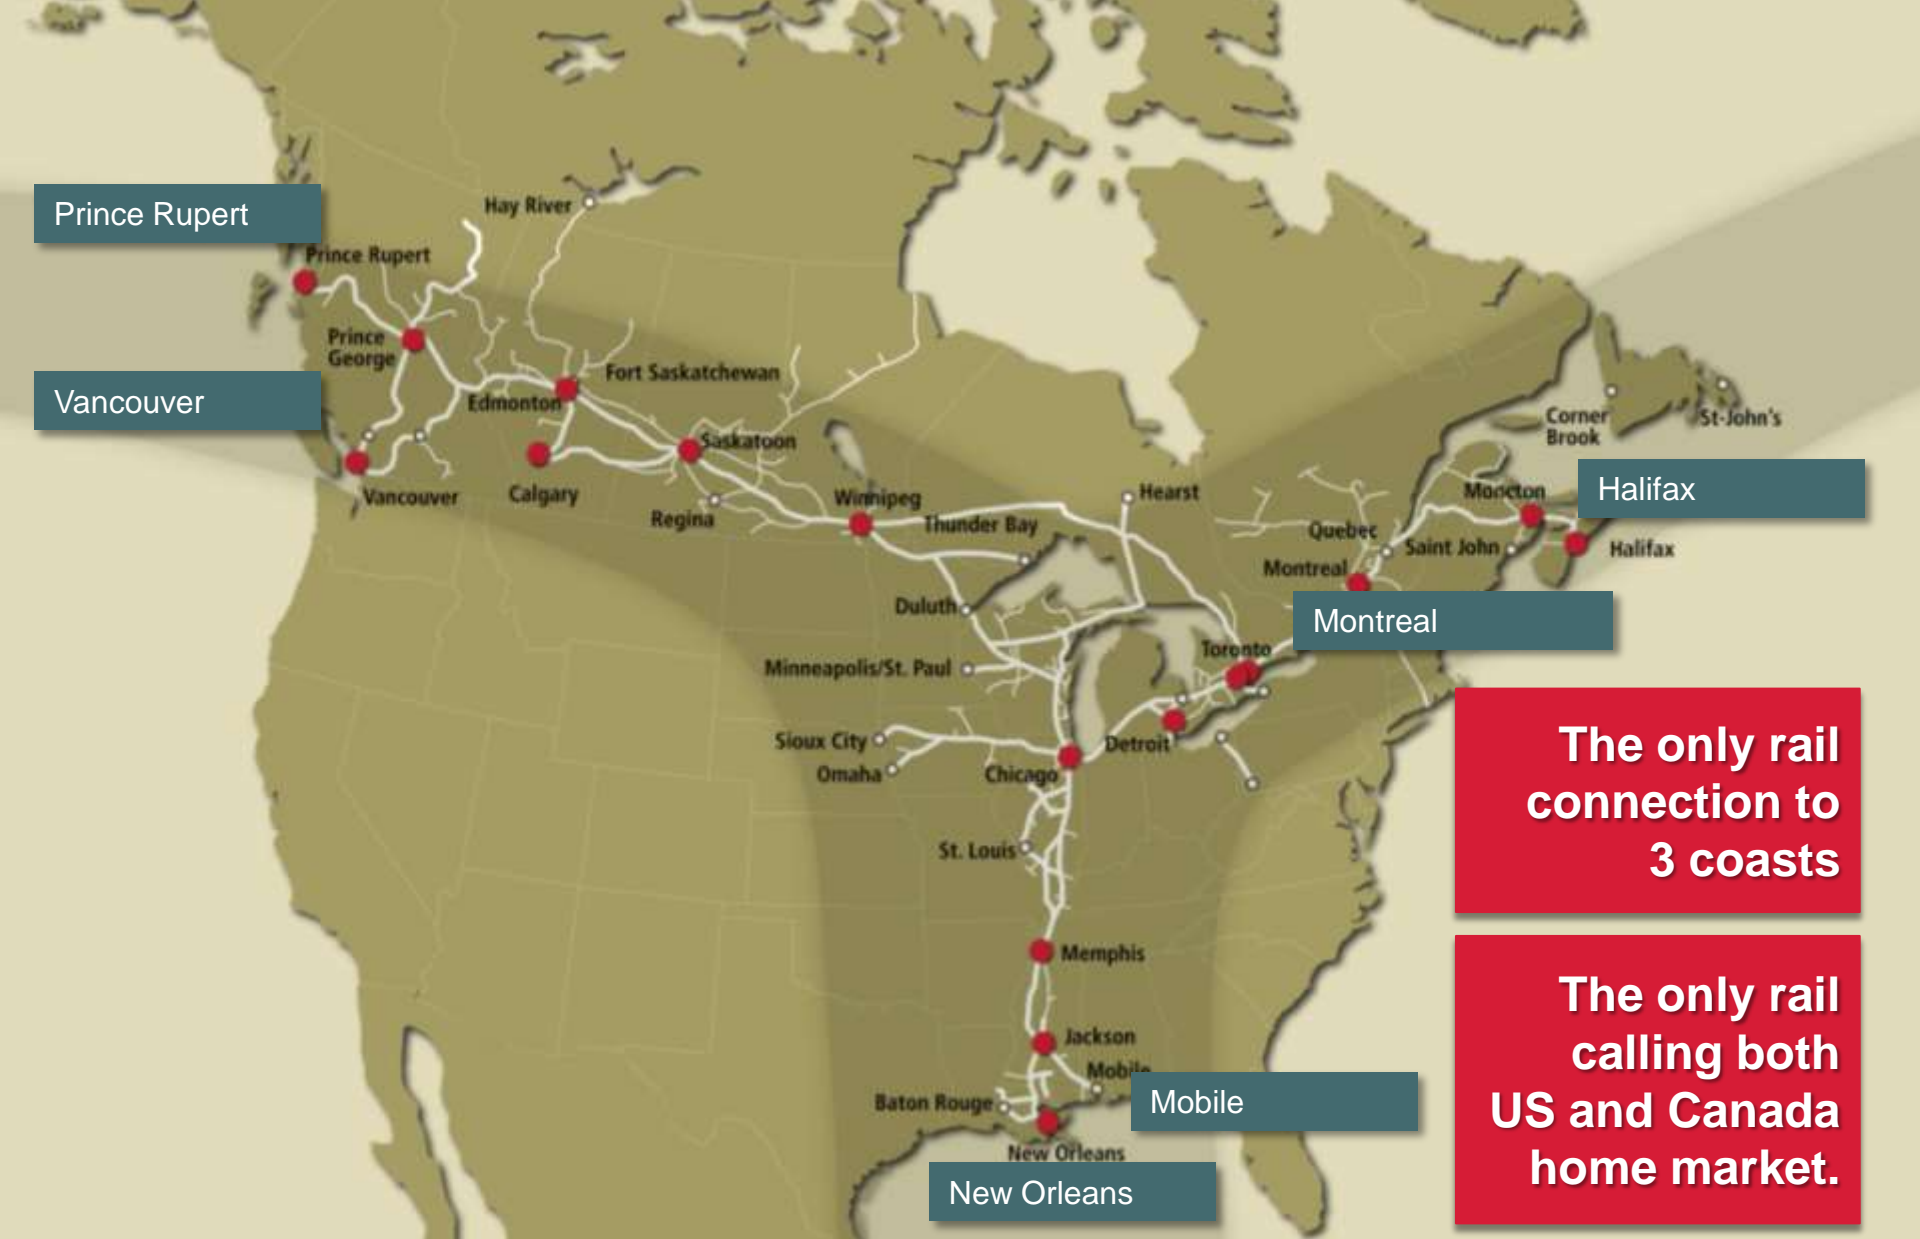 Prince Rupert
Hay River
Prince Rupert
Prince
George
Vancouver
Fort Saskatchewan
Edmonton
Saskatoon
Corner
Brook
St-John's
Vancouver
Calgary
Regina
Winnipeg
Thunder Bay
Hearst
Moncton
Halifax
Quebec
Saint John
Halifax
Montreal
Duluth
Montreal
Toronto
Minneapolis/St. Paul
Sioux City
Omaha
Chicago
Detroit
The only rail
connection to
3 coasts
St. Louis
Memphis
The only rail
calling both
US and Canada
home market.
Jackson
Mobile
Baton Rouge
Mobile
New Orleans
New Orleans